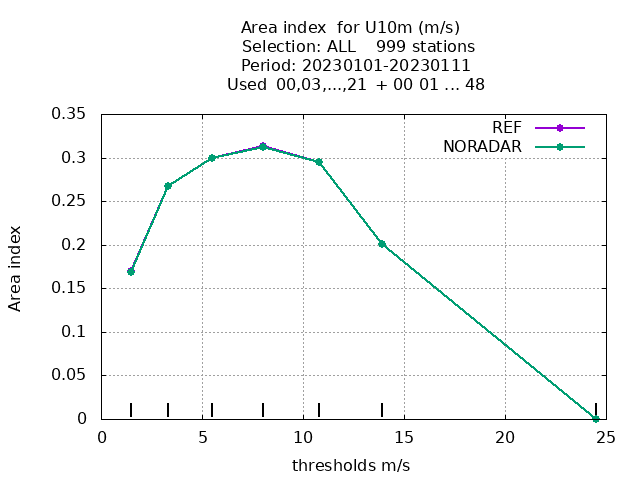 Area index for U10m (m/s)
Selection: ALL 999 stations
Period: 20230101-20230111
Used 00,03,...,21 + 00 01 ... 48
REF
NORADAR
0.35
0.3
0.25
0.2
0.15
0.1
0.05
0
Area index
0 5 10 15 20 25
thresholds m/s